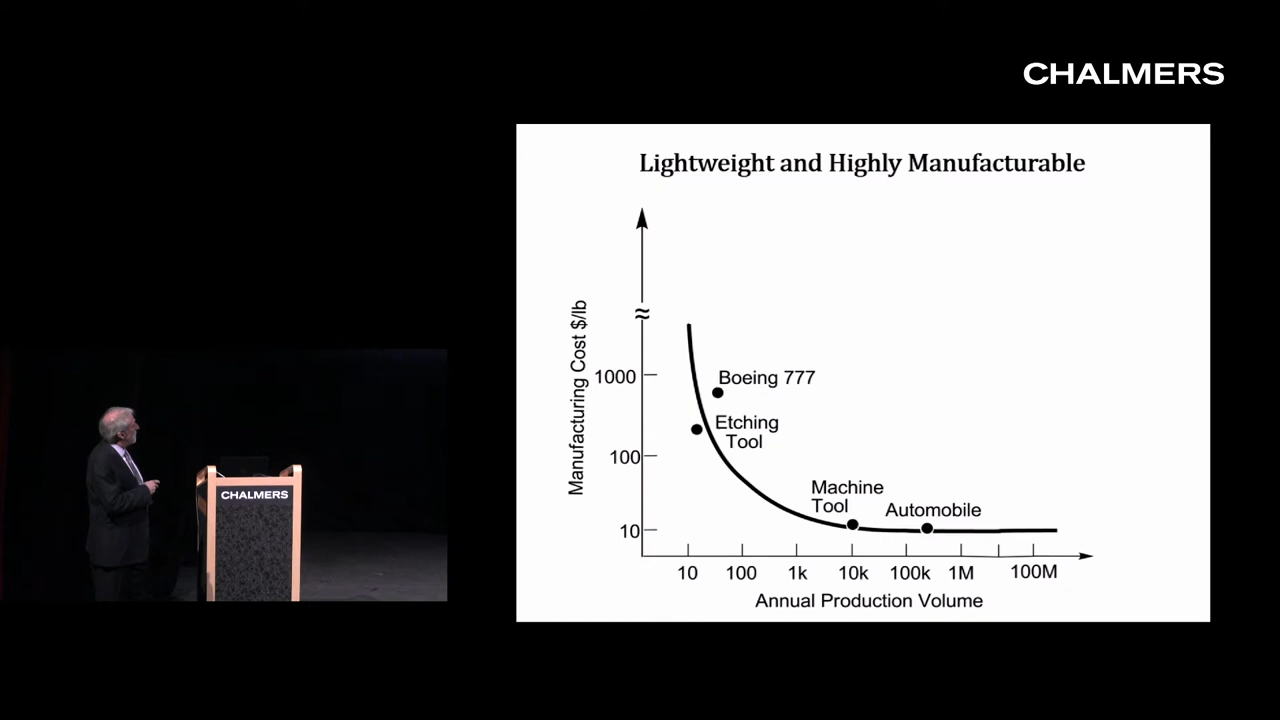 CHALMERS
Lightweight and Highly Manufacturable
Manufacturing Cost $/lb
1000
100
10
Boeing 777
Etching
Tool
Machine
Tool
Automobile
10 100 1k 10k 100k 1M 100M
Annual Production Volume
CHALMERS